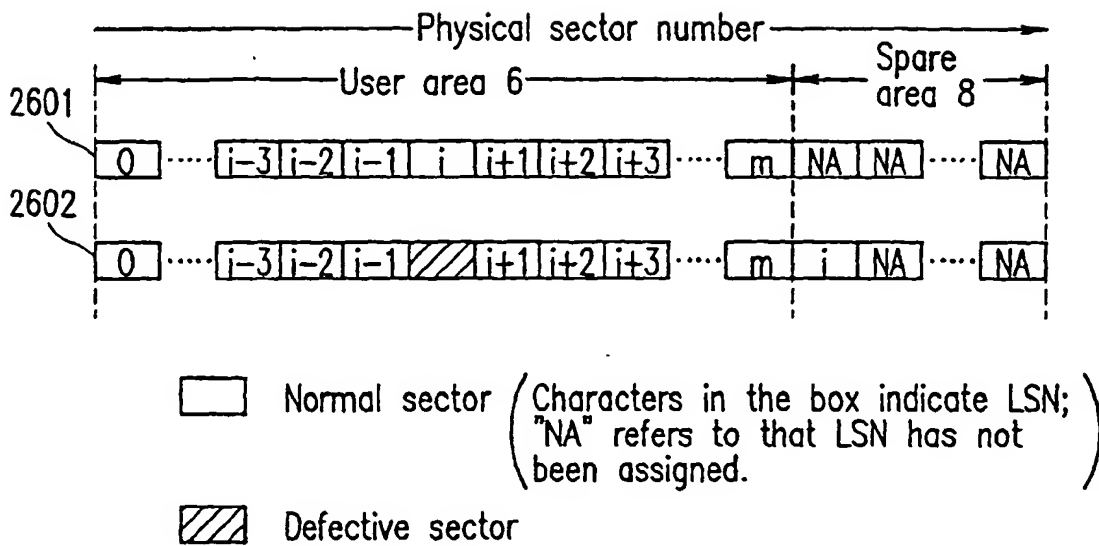 Physical sector number
User area 6
Spare
area 8
2601
0 ..... i-3 i-2 i-1 i i+1 i+2 i+3 ..... m NA NA ..... NA
2602
0 ..... i-3 i-2 i-1 i+1 i+2 i+3 ..... m i NA ..... NA
Normal sector (Characters in the box indicate LSN;
"NA" refers to that LSN has not
been assigned.)
Defective sector